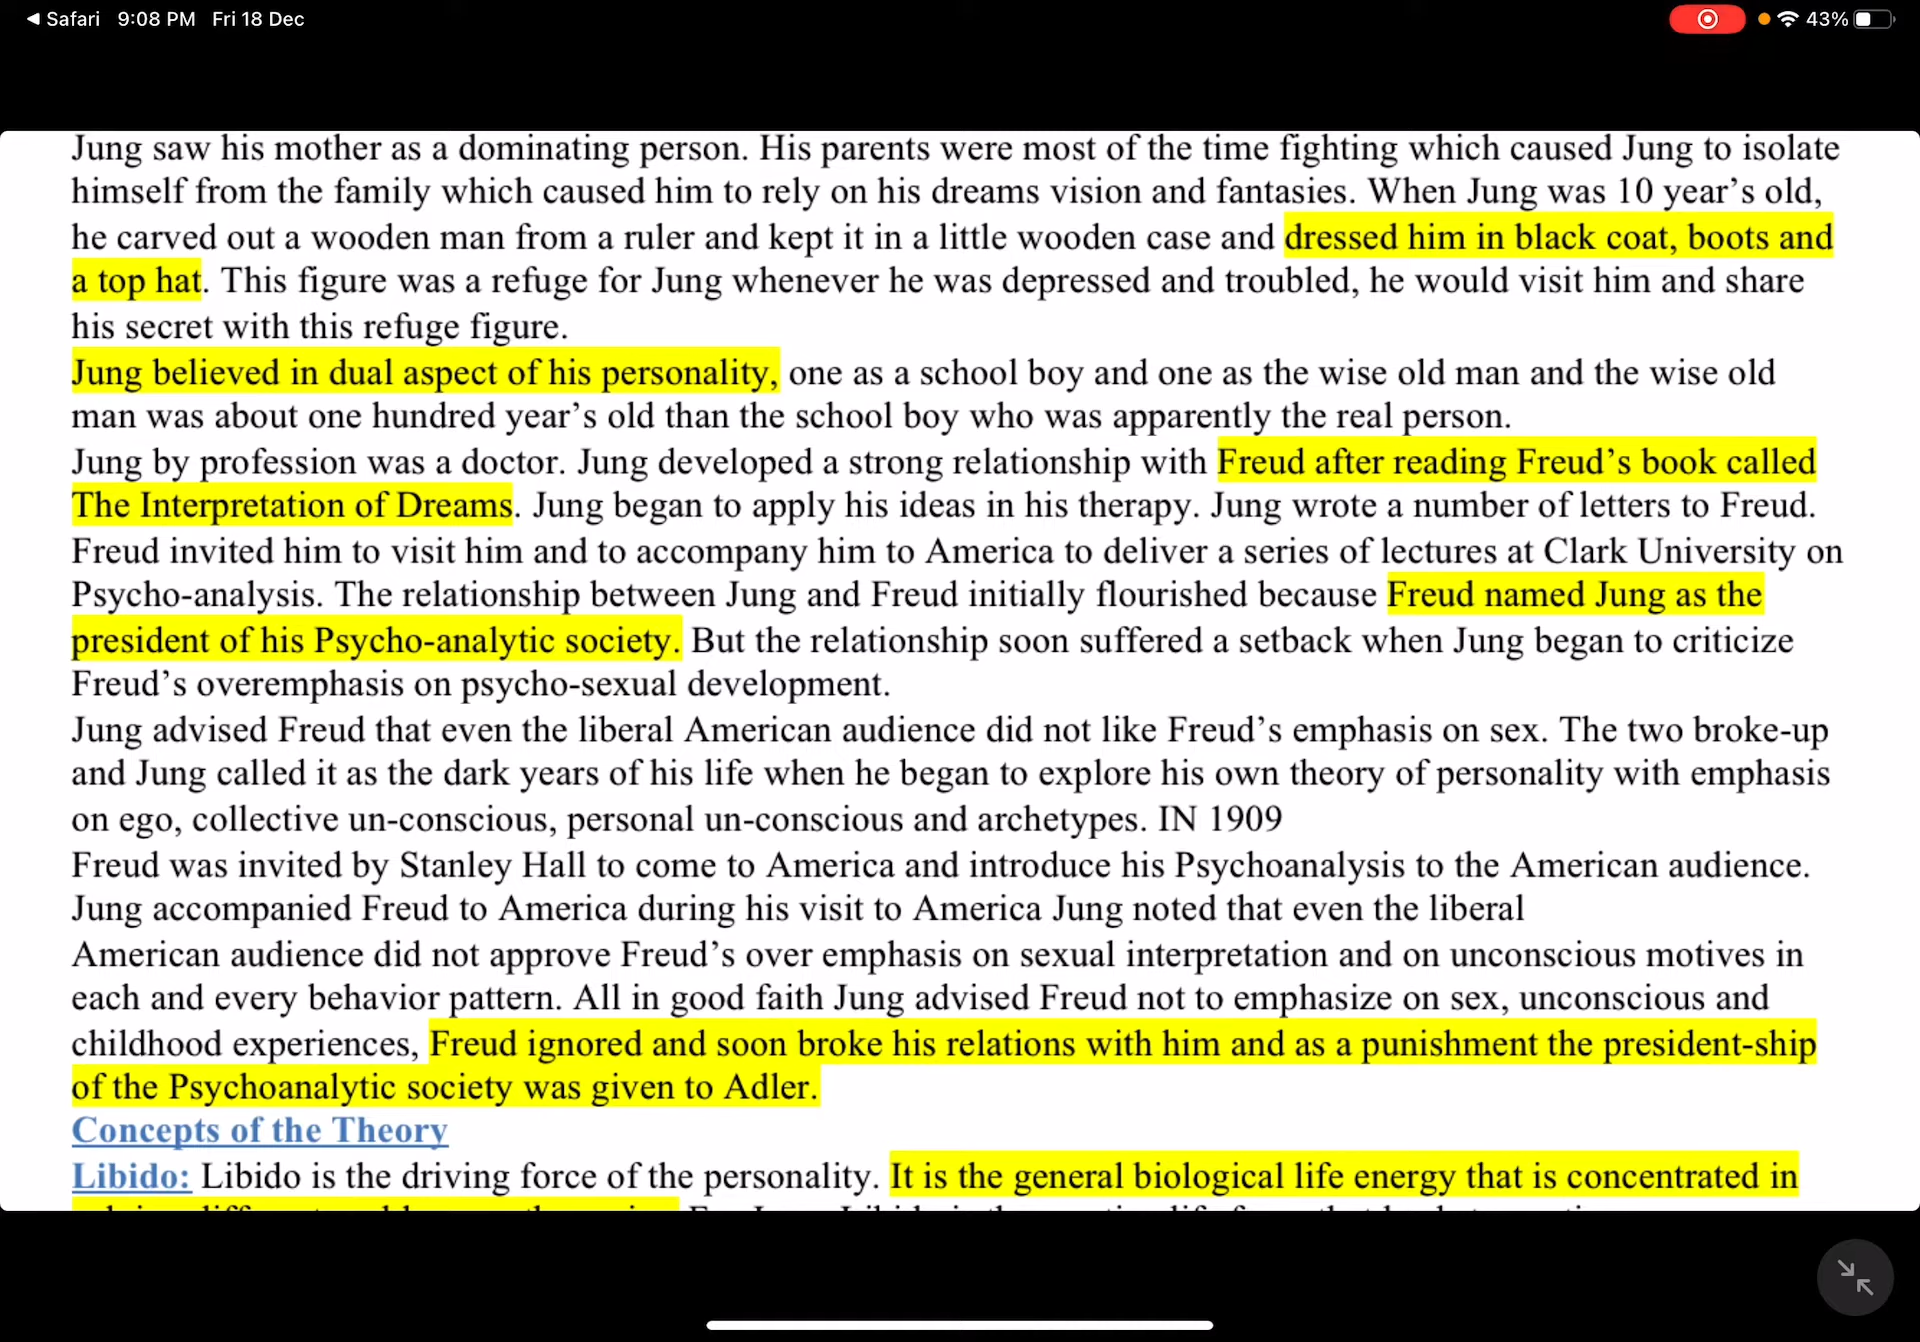 Safari 9:08 PM Fri 18 Dec 43%
Jung saw his mother as a dominating person. His parents were most of the time fighting which caused Jung to isolate
himself from the family which caused him to rely on his dreams vision and fantasies. When Jung was 10 year’s old,
he carved out a wooden man from a ruler and kept it in a little wooden case and dressed him in black coat, boots and
a top hat. This figure was a refuge for Jung whenever he was depressed and troubled, he would visit him and share
his secret with this refuge figure.
Jung believed in dual aspect of his personality, one as a school boy and one as the wise old man and the wise old
man was about one hundred year’s old than the school boy who was apparently the real person.
Jung by profession was a doctor. Jung developed a strong relationship with Freud after reading Freud’s book called
The Interpretation of Dreams. Jung began to apply his ideas in his therapy. Jung wrote a number of letters to Freud.
Freud invited him to visit him and to accompany him to America to deliver a series of lectures at Clark University on
Psycho-analysis. The relationship between Jung and Freud initially flourished because Freud named Jung as the
president of his Psycho-analytic society. But the relationship soon suffered a setback when Jung began to criticize
Freud’s overemphasis on psycho-sexual development.
Jung advised Freud that even the liberal American audience did not like Freud’s emphasis on sex. The two broke-up
and Jung called it as the dark years of his life when he began to explore his own theory of personality with emphasis
on ego, collective un-conscious, personal un-conscious and archetypes. IN 1909
Freud was invited by Stanley Hall to come to America and introduce his Psychoanalysis to the American audience.
Jung accompanied Freud to America during his visit to America Jung noted that even the liberal
American audience did not approve Freud’s over emphasis on sexual interpretation and on unconscious motives in
each and every behavior pattern. All in good faith Jung advised Freud not to emphasize on sex, unconscious and
childhood experiences, Freud ignored and soon broke his relations with him and as a punishment the president-ship
of the Psychoanalytic society was given to Adler.
Concepts of the Theory
Libido: Libido is the driving force of the personality. It is the general biological life energy that is concentrated in